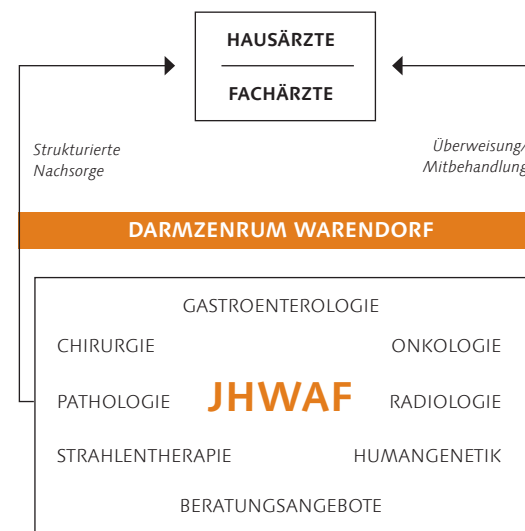 HAUSÄRZTE
FACHÄRZTE
Strukturierte
Nachsorge
Überweisung/
Mitbehandlung
DARMZENRUM WARENDORF
GASTROENTEROLOGIE
CHIRURGIE
ONKOLOGIE
PATHOLOGIE
JHWAF
RADIOLOGIE
STRAHLENTHERAPIE
HUMANGENETIK
BERATUNGSANGEBOTE